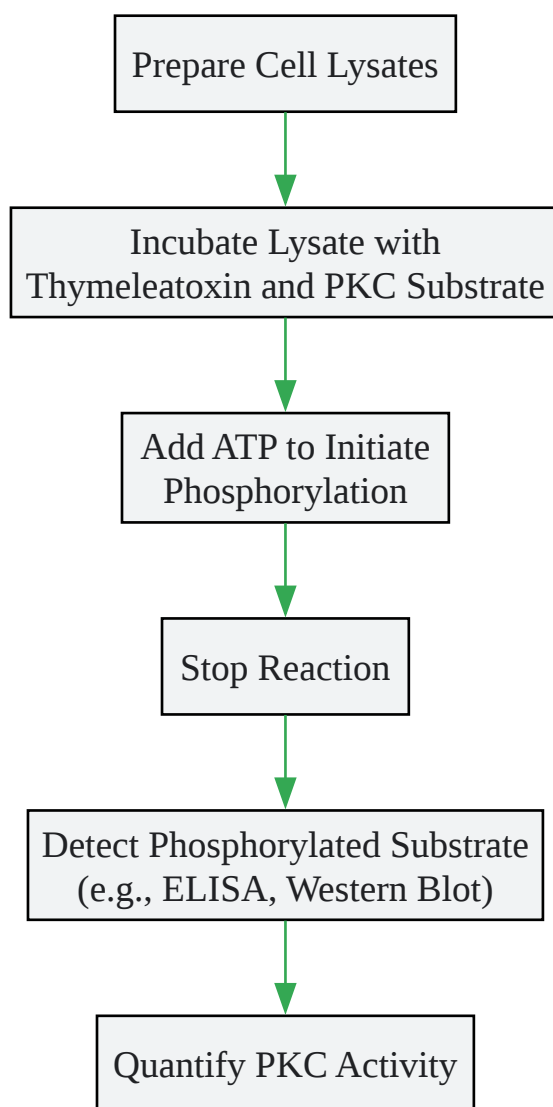 Prepare Cell Lysates
Incubate Lysate with
Thymeleatoxin and PKC Substrate
Add ATP to Initiate
Phosphorylation
Stop Reaction
Detect Phosphorylated Substrate
(e.g., ELISA, Western Blot)
Quantify PKC Activity